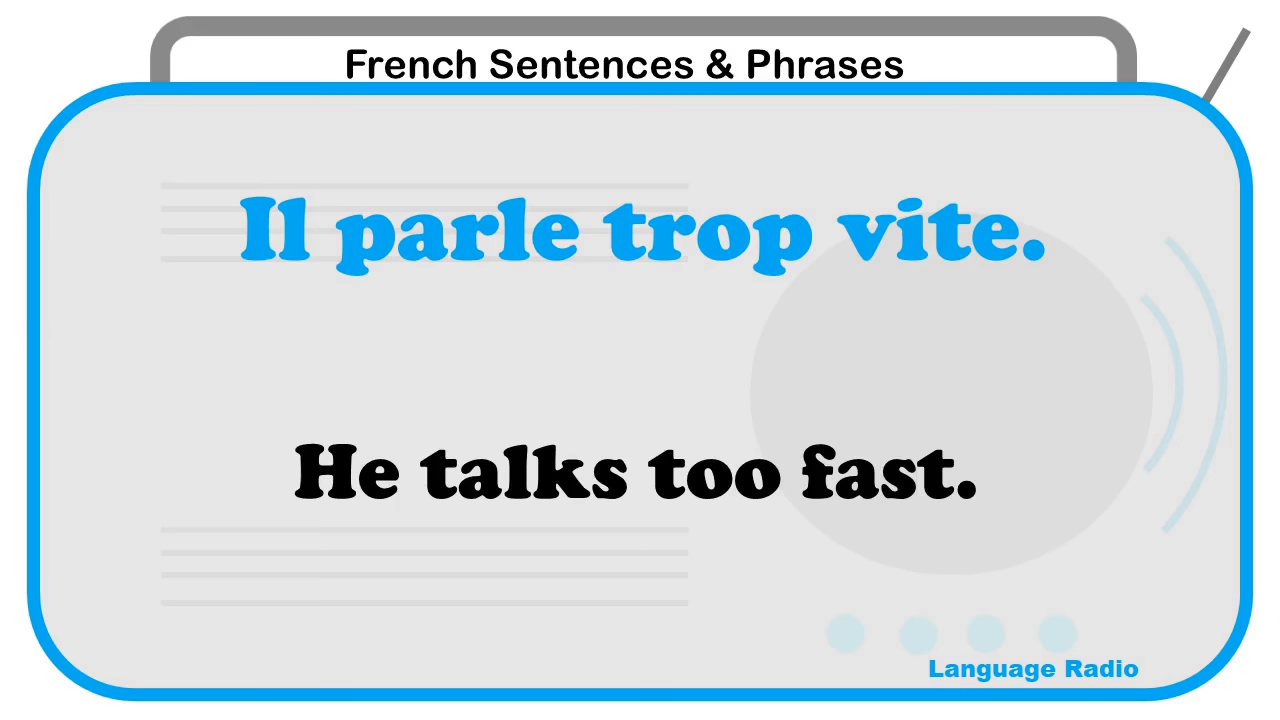 French Sentences & Phrases
Il parle trop vite.
He talks too fast.
Language Radio